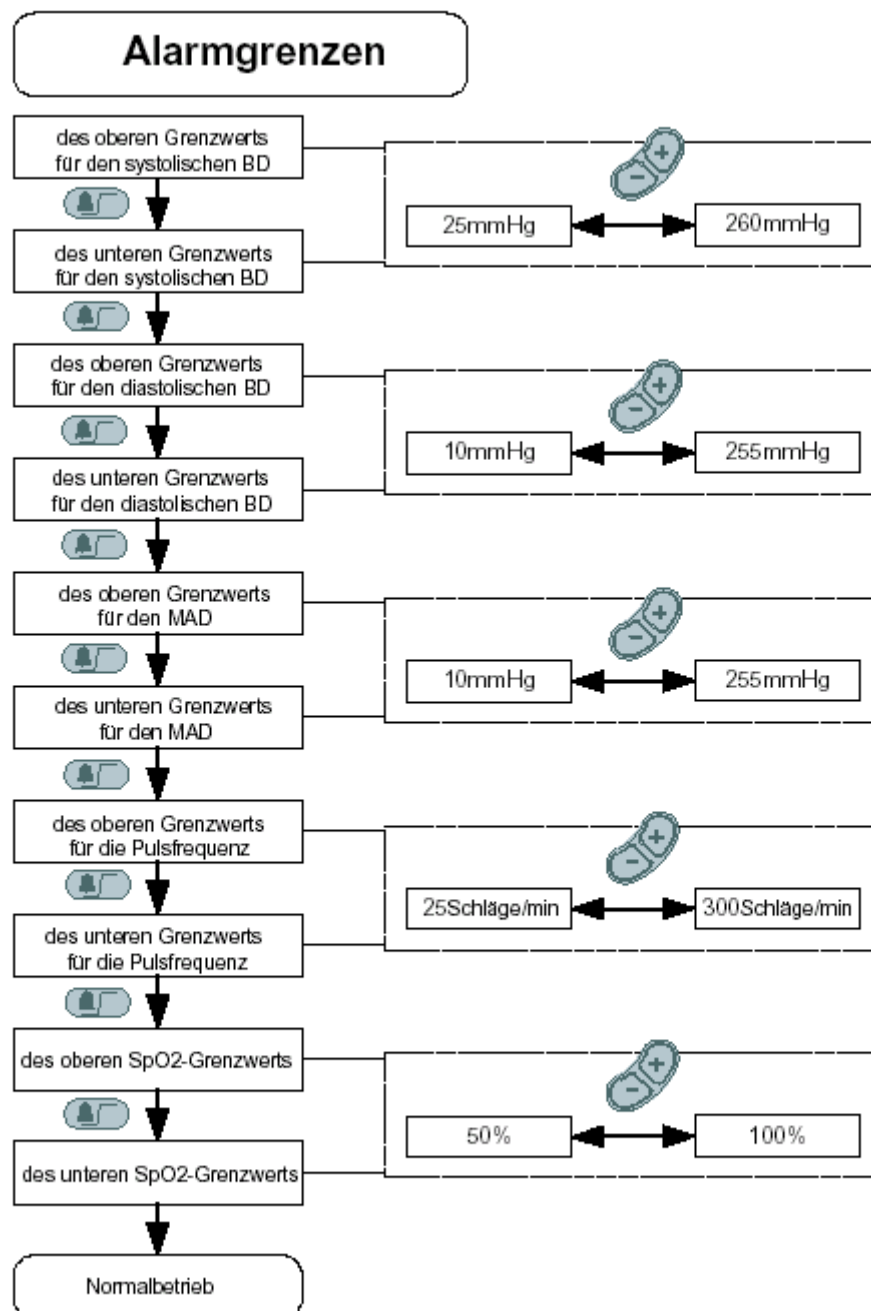 Alarmgrenzen
des oberen Grenzwerts
für den systolischen BD
25mmHg
260mmHg
des unteren Grenzwerts
für den systolischen BD
des oberen Grenzwerts
für den diastolischen BD
10mmHg
255mmHg
des unteren Grenzwerts
für den diastolischen BD
des oberen Grenzwerts
für den MAD
10mmHg
255mmHg
des unteren Grenzwerts
für den MAD
des oberen Grenzwerts
für die Pulsfrequenz
25Schläge/min
300Schläge/min
des unteren Grenzwerts
für die Pulsfrequenz
des oberen SpO2-Grenzwerts
50%
100%
des unteren SpO2-Grenzwerts
Normalbetrieb